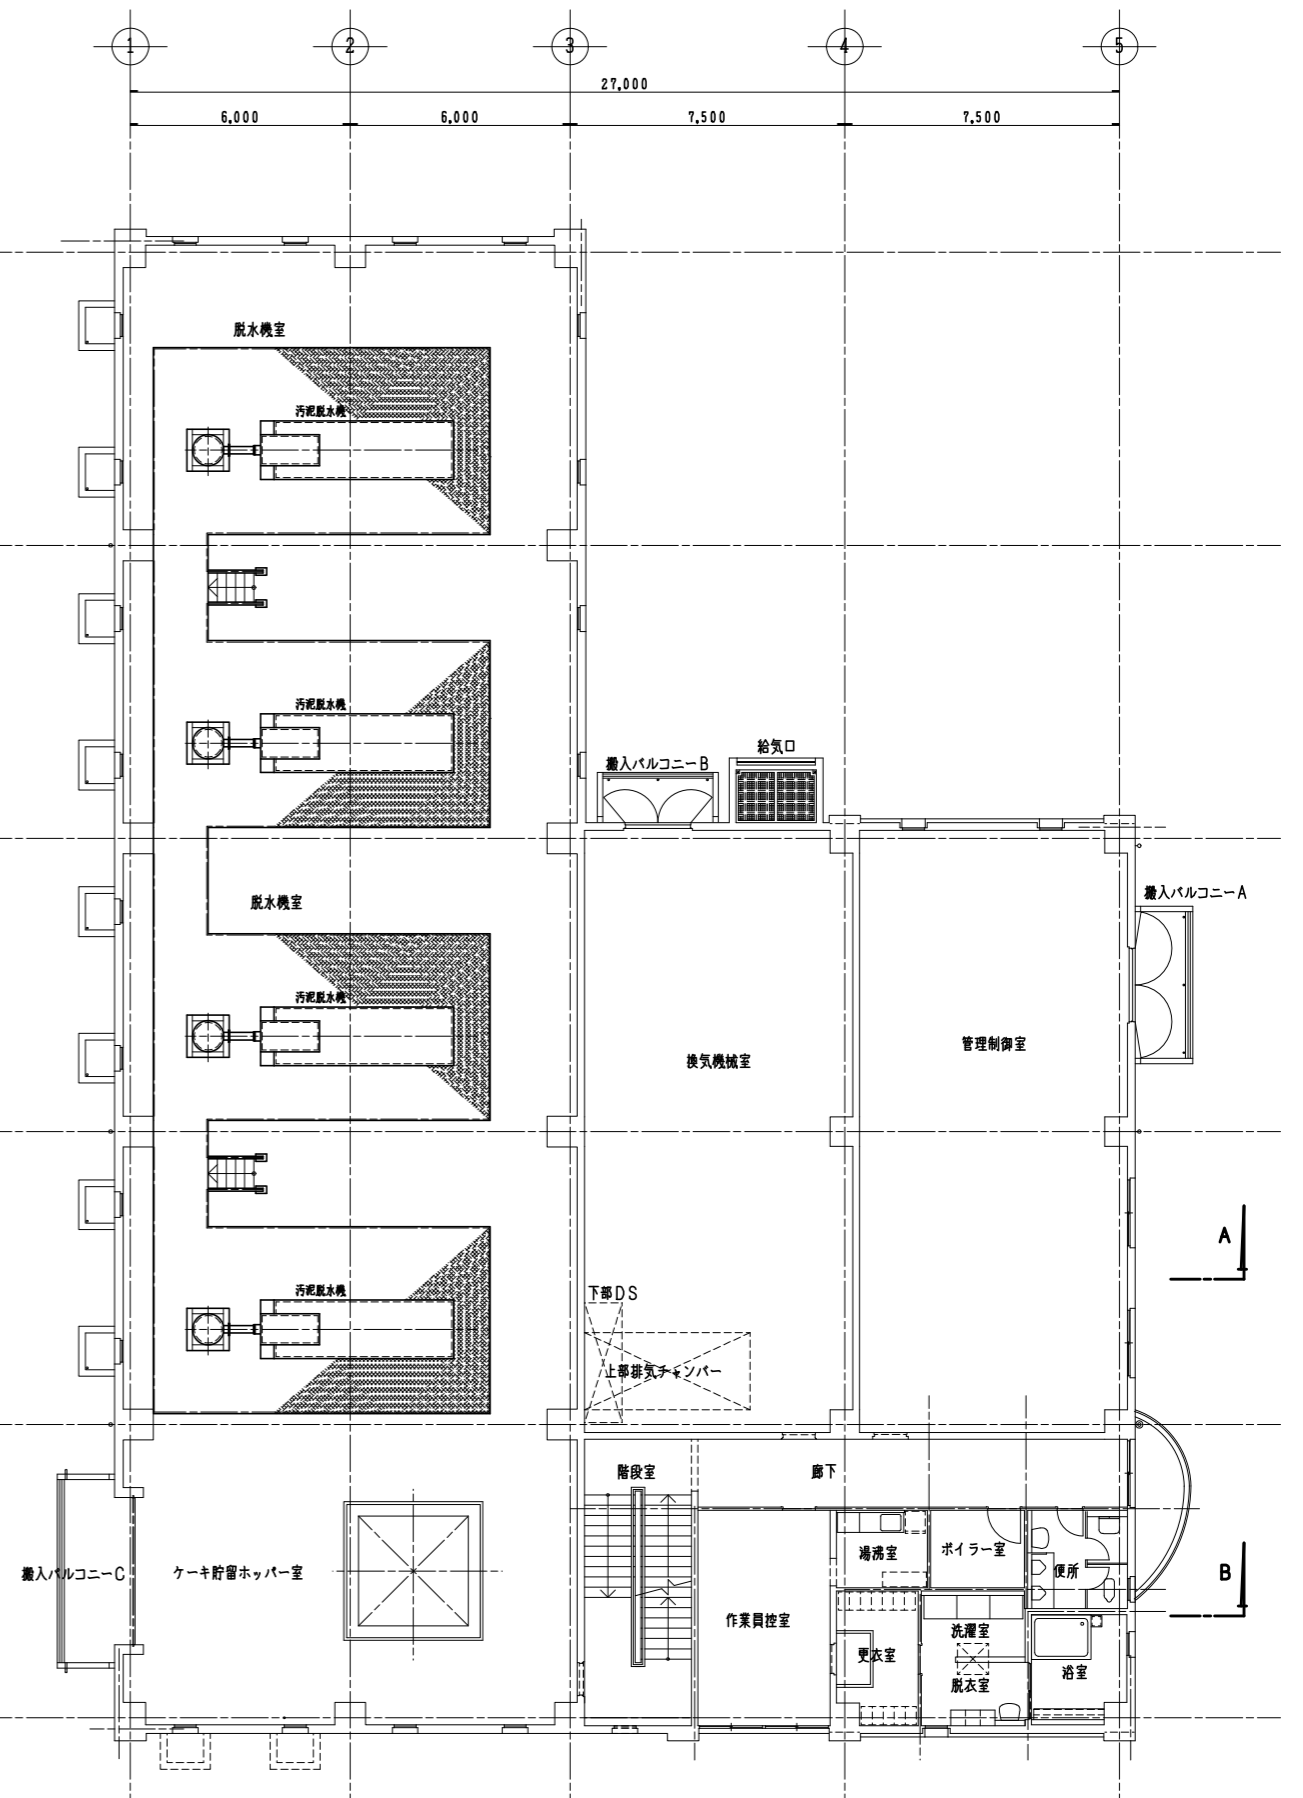 1 2 3 4 5
27,000
6,000 6,000 7,500 7,500
脱水機室
汚泥脱水機
汚泥脱水機
給気口
搬入バルコニーB
搬入バルコニーA
脱水機室
汚泥脱水機
管理制御室
換気機械室
A
汚泥脱水機
下部DS
上部排気チャンバー
階段室
廊下
湯沸室
ボイラー室
便所
搬入バルコニーC
ケーキ貯留ホッパー室
B
作業員控室
洗濯室
更衣室
浴室
脱衣室